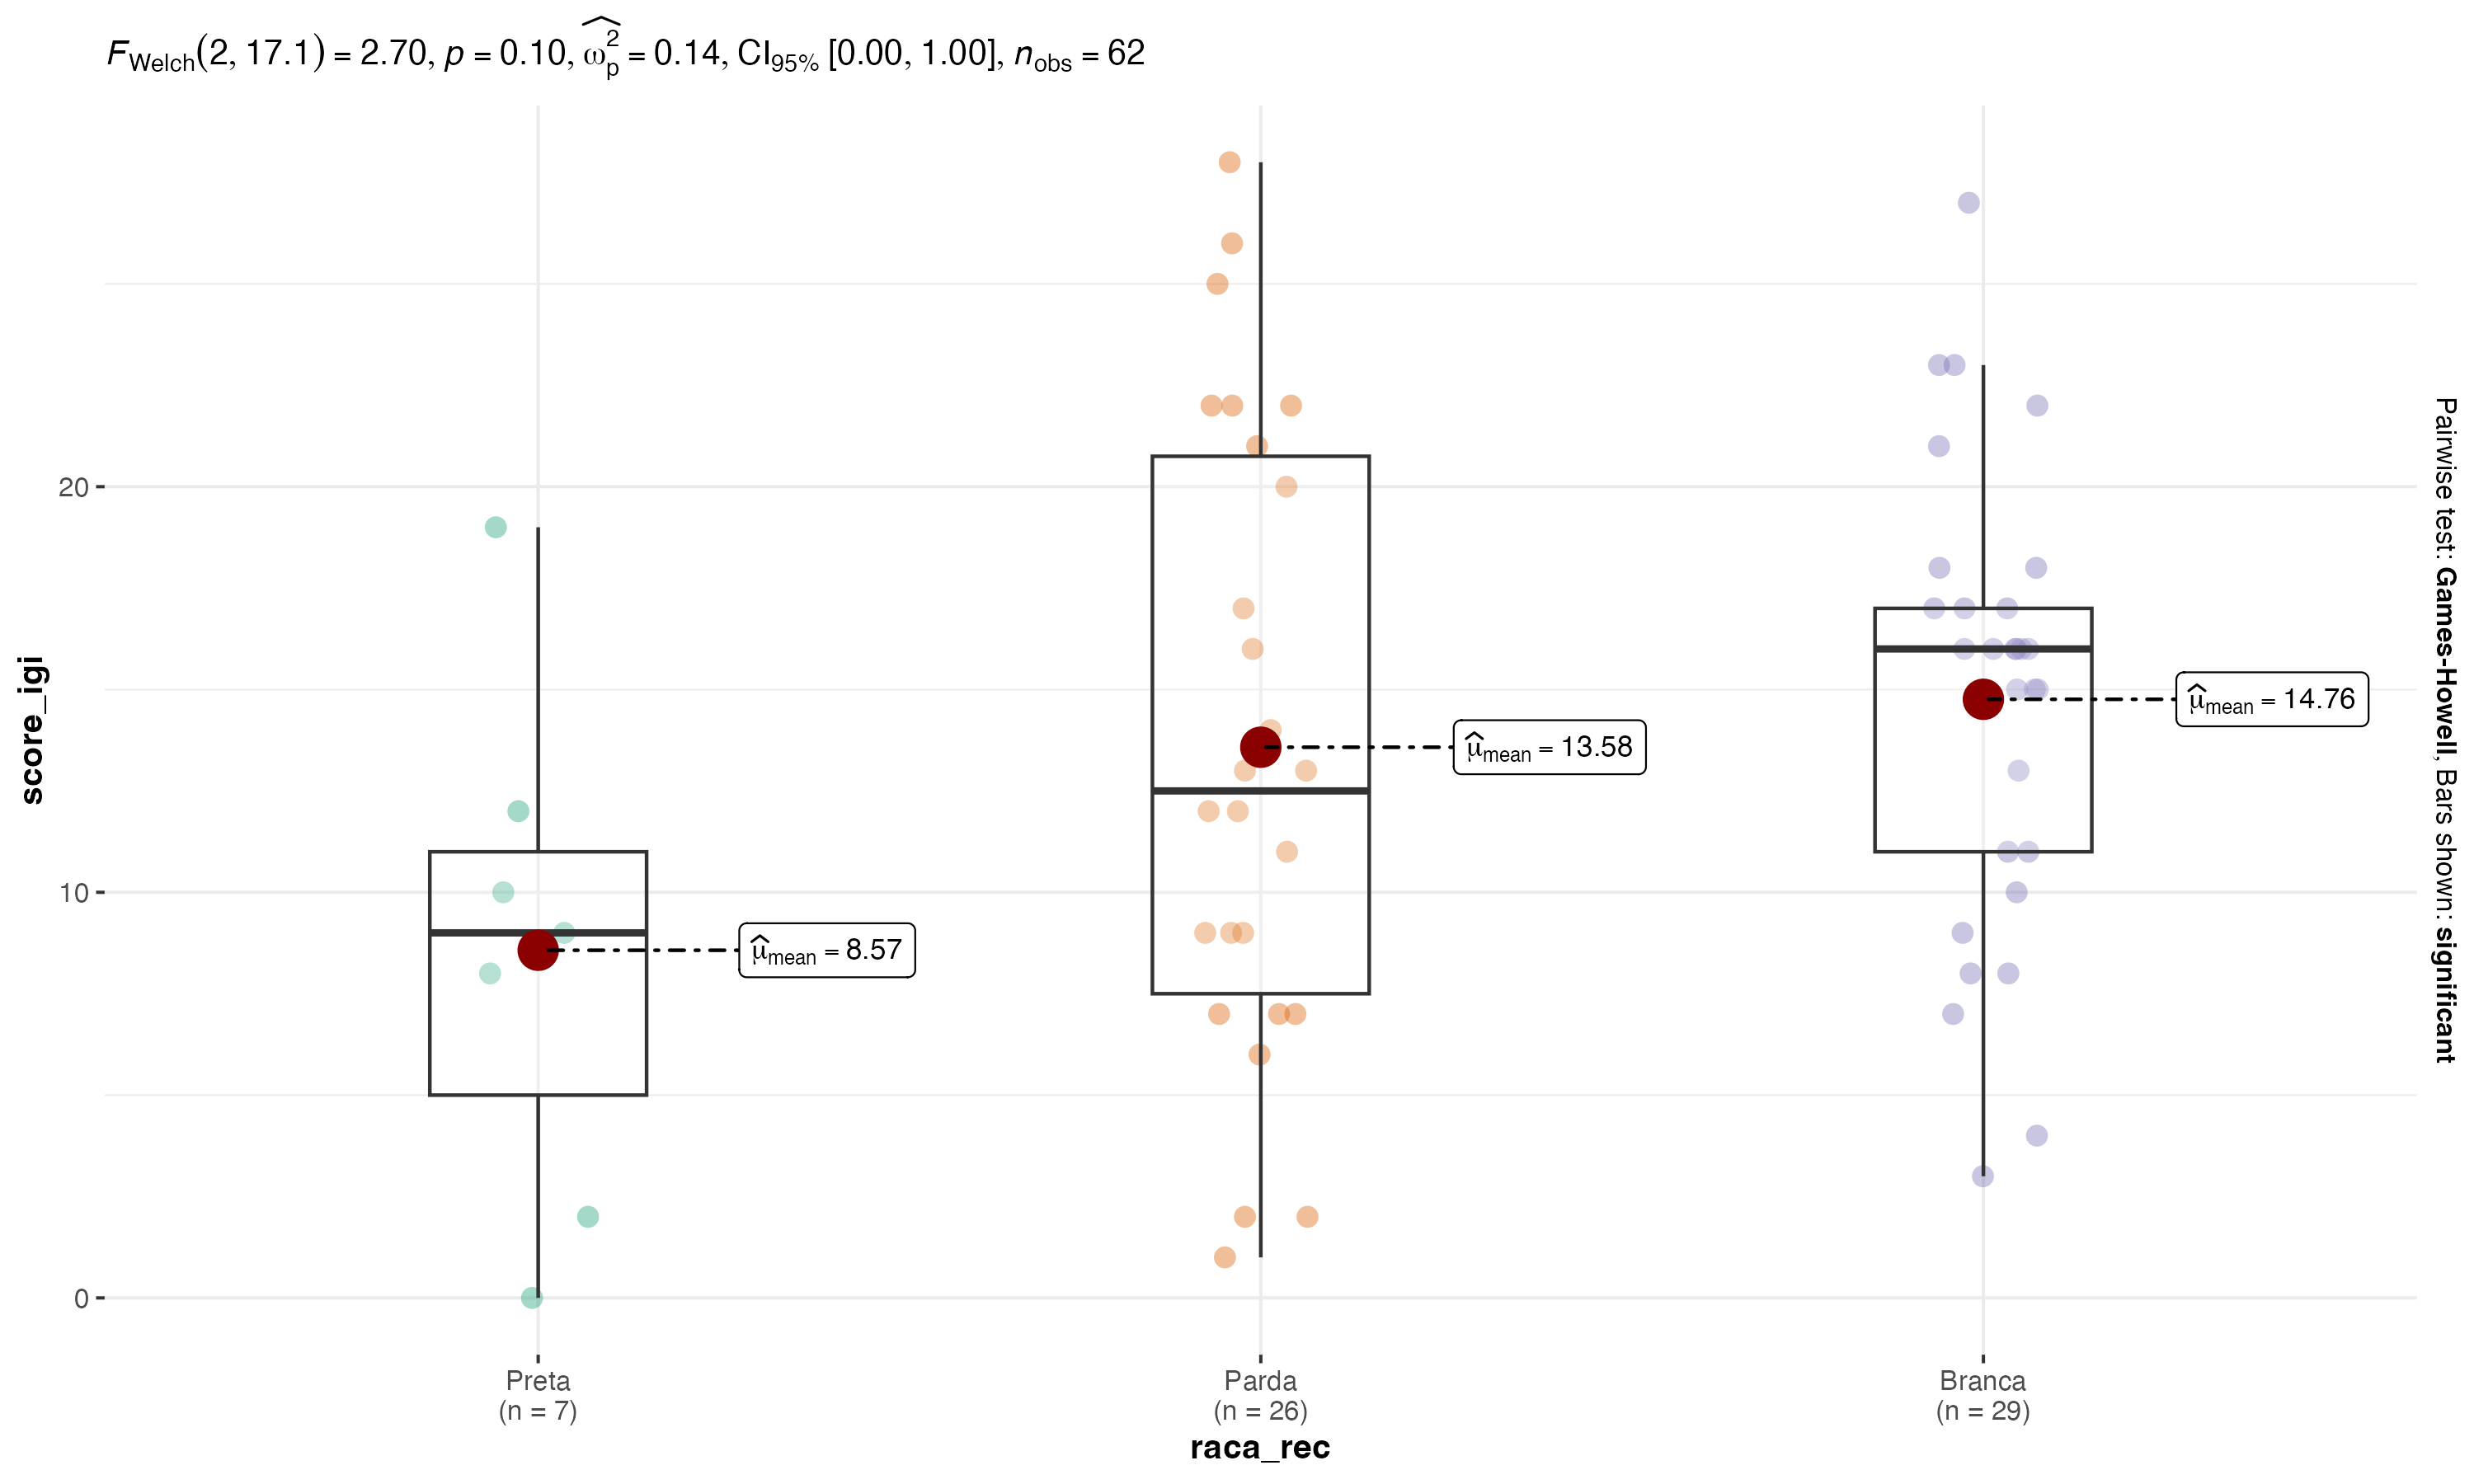 F_Welch(2, 17.1) = 2.70, p = 0.10, ω̂²_p = 0.14, CI_95% [0.00, 1.00], n_obs = 62
score_igi
20
10
0
μ̂_mean = 8.57
μ̂_mean = 13.58
μ̂_mean = 14.76
Pairwise test: Games-Howell, Bars shown: significant
Preta
(n = 7)
Parda
(n = 26)
Branca
(n = 29)
raca_rec